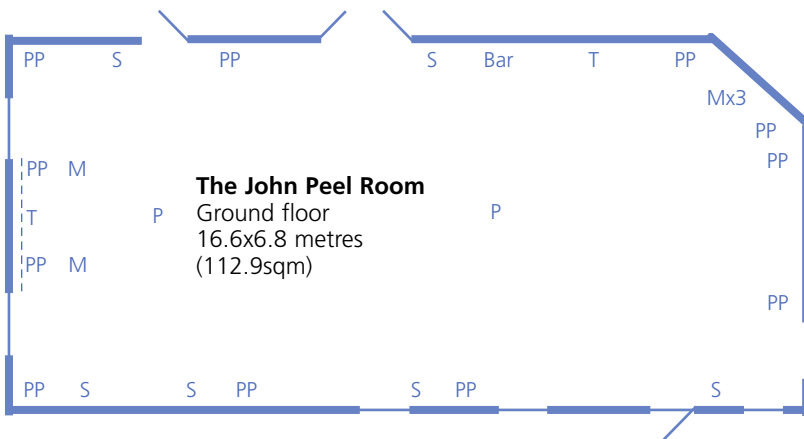 PP S PP S Bar T PP
Mx3
PP
PP M PP
The John Peel Room
T P Ground floor P
16.6x6.8 metres
PP M (112.9sqm)
PP
PP S S PP S PP S